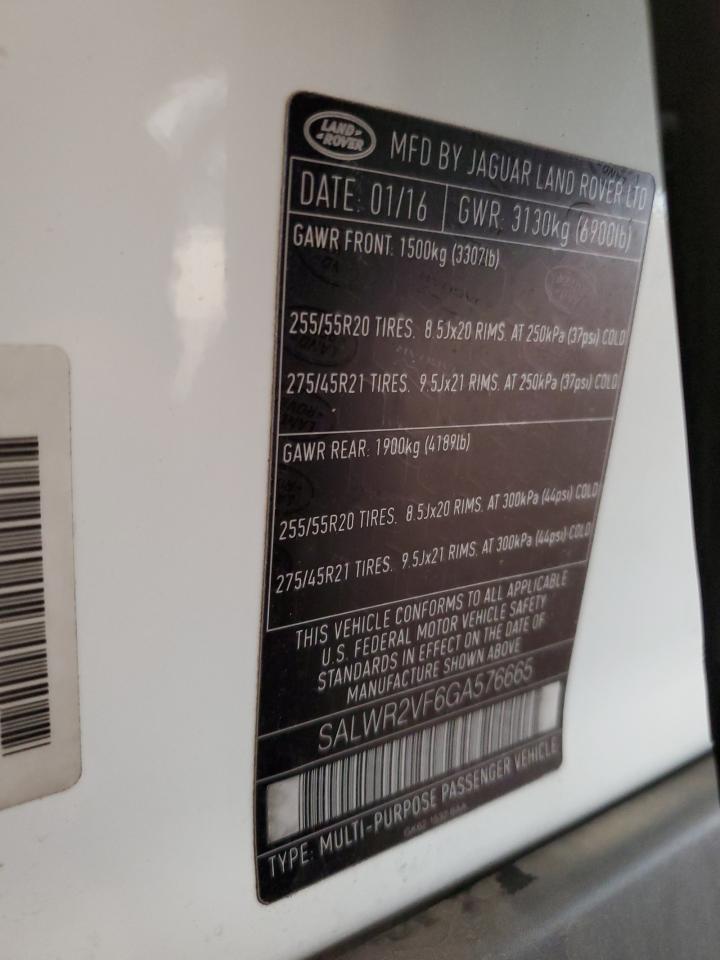 LAND
ROVER
MFD BY JAGUAR LAND ROVER LTD
DATE: 01/16 GWR: 3130kg (6900lb)
GAWR FRONT: 1500kg (3307lb)
255/55R20 TIRES. 8.5Jx20 RIMS. AT 250kPa (37psi) COLD
275/45R21 TIRES. 9.5Jx21 RIMS. AT 250kPa (37psi) COLD
GAWR REAR: 1900kg (4189lb)
255/55R20 TIRES. 8.5Jx20 RIMS. AT 300kPa (44psi) COLD
275/45R21 TIRES. 9.5Jx21 RIMS. AT 300kPa (44psi) COLD
THIS VEHICLE CONFORMS TO ALL APPLICABLE
U.S. FEDERAL MOTOR VEHICLE SAFETY
STANDARDS IN EFFECT ON THE DATE OF
MANUFACTURE SHOWN ABOVE
SALWR2VF6GA576665
TYPE: MULTI-PURPOSE PASSENGER VEHICLE